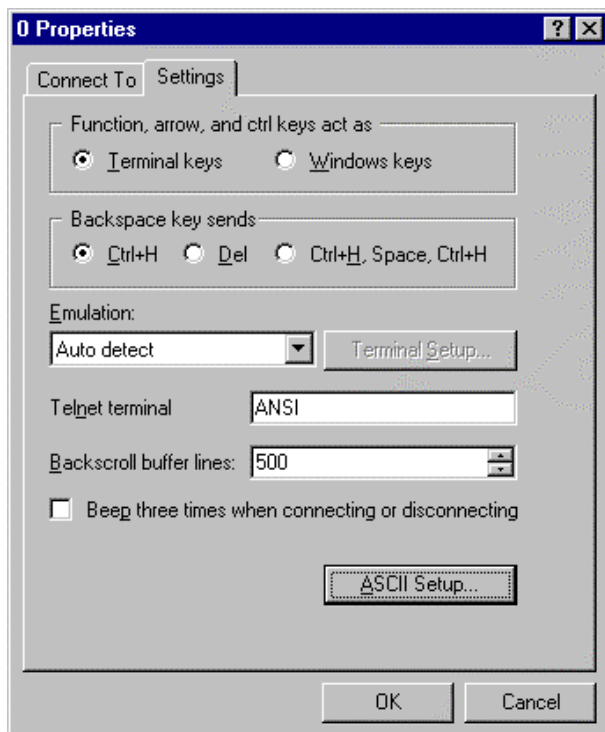 0 Properties
Connect To Settings
Function, arrow, and ctrl keys act as
Terminal keys Windows keys
Backspace key sends
Ctrl+H Del Ctrl+H, Space, Ctrl+H
Emulation:
Auto detect Terminal Setup...
Telnet terminal ANSI
Backscroll buffer lines: 500
Beep three times when connecting or disconnecting
ASCII Setup...
OK Cancel